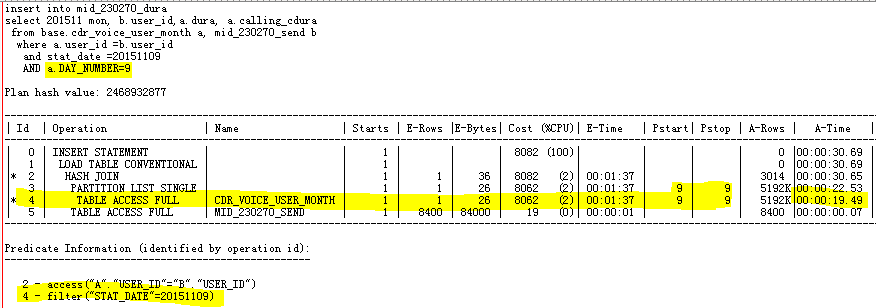 insert into mid_230270_dura
select 201511 mon, b.user_id,a.dura, a.calling_cdura
from base.cdr_voice_user_month a, mid_230270_send b
where a.user_id =b.user_id
and stat_date =20151109
AND a.DAY_NUMBER=9
Plan hash value: 2468932877
| Id | Operation | Name | Starts | E-Rows |E-Bytes| Cost (%CPU)| E-Time | Pstart| Pstop | A-Rows | A-Time |
| 0 | INSERT STATEMENT | | 1 | | | 8082 (100)| | | | 0 |00:00:30.69 |
| 1 | LOAD TABLE CONVENTIONAL | | 1 | | | | | | | 0 |00:00:30.69 |
|* 2 | HASH JOIN | | 1 | 1 | 36 | 8082 (2)| 00:01:37 | | | 3014 |00:00:30.65 |
| 3 | PARTITION LIST SINGLE | | 1 | 1 | 26 | 8062 (2)| 00:01:37 | 9 | 9 | 5192K|00:00:22.53 |
|* 4 | TABLE ACCESS FULL | CDR_VOICE_USER_MONTH | 1 | 1 | 26 | 8062 (2)| 00:01:37 | 9 | 9 | 5192K|00:00:19.49 |
| 5 | TABLE ACCESS FULL | MID_230270_SEND | 1 | 8400 | 84000 | 19 (0)| 00:00:01 | | | 8400 |00:00:00.07 |
Predicate Information (identified by operation id):
2 - access("A"."USER_ID"="B"."USER_ID")
4 - filter("STAT_DATE"=20151109)